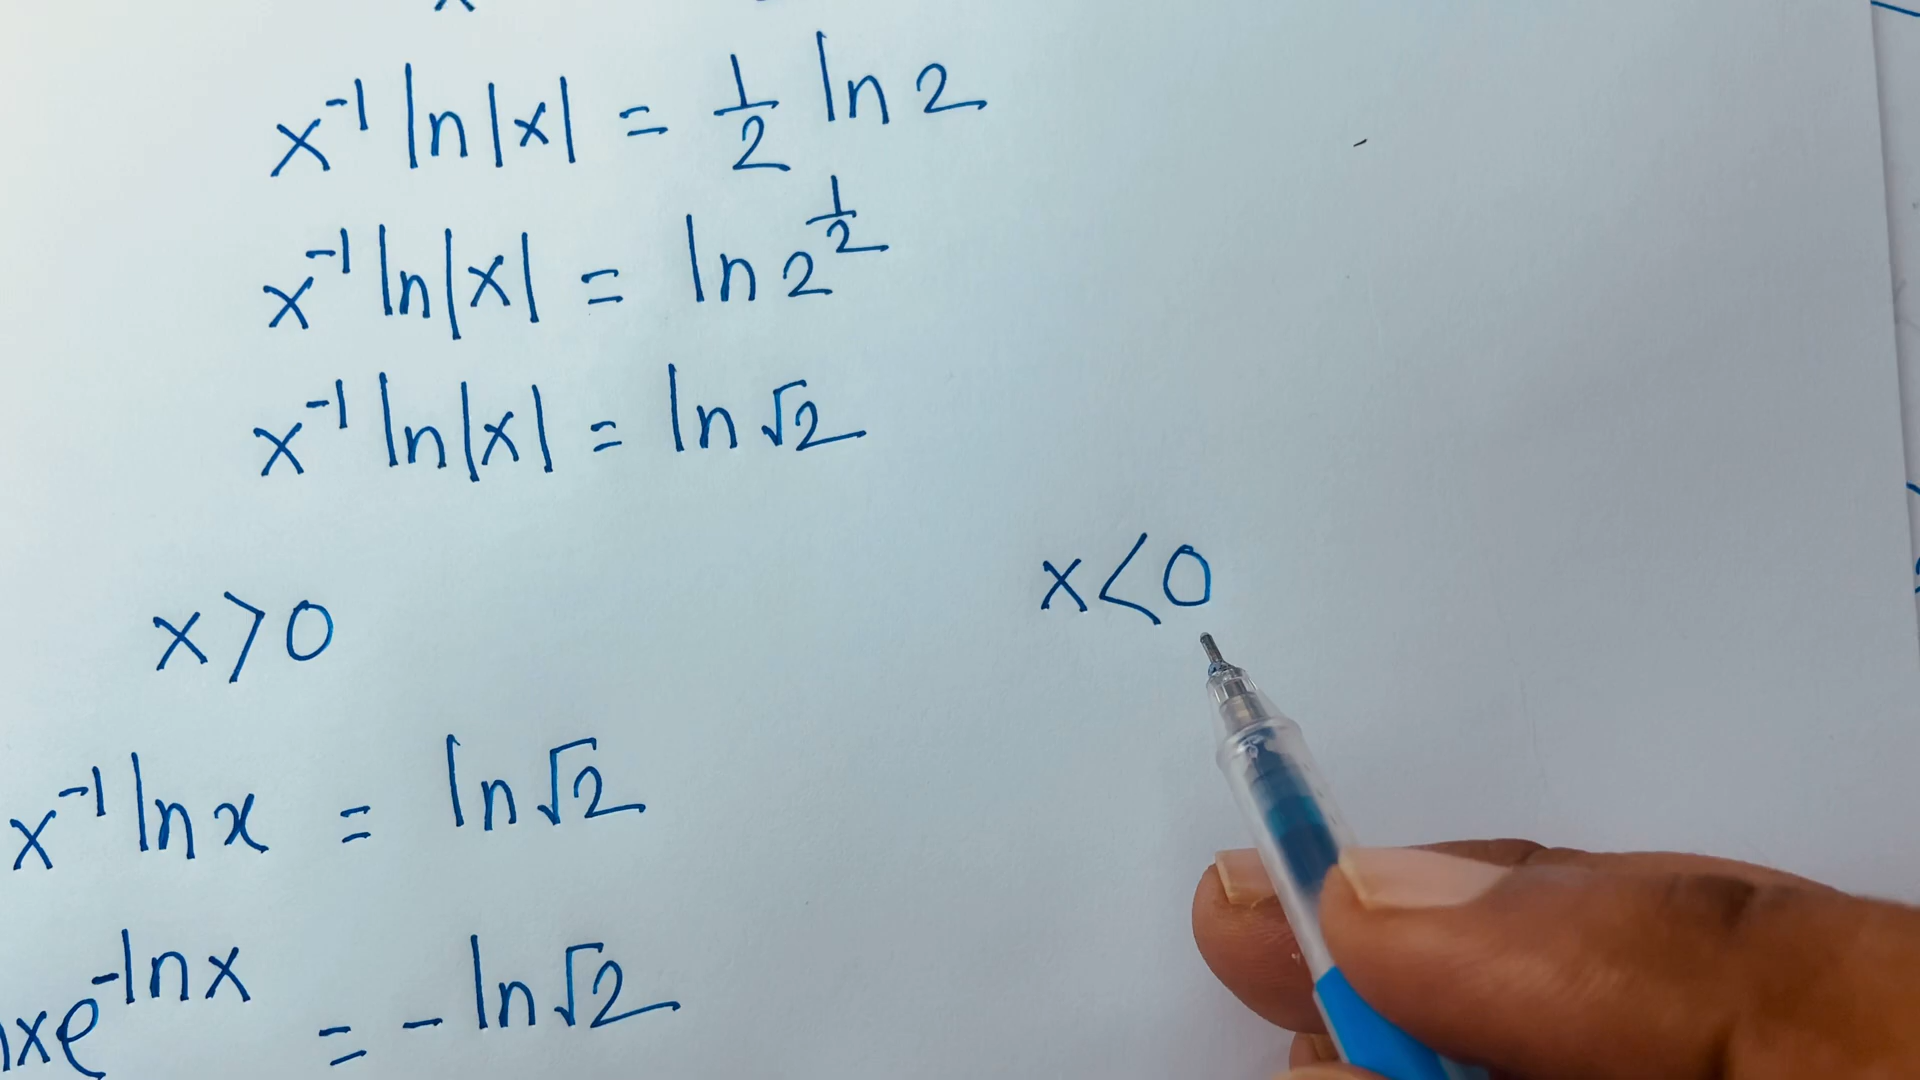 x⁻¹ ln|x| = 1/2 ln 2
x⁻¹ ln|x| = ln 2^(1/2)
x⁻¹ ln|x| = ln √2
x > 0
x < 0
x⁻¹ ln x = ln √2
xe^(-ln x) = - ln √2